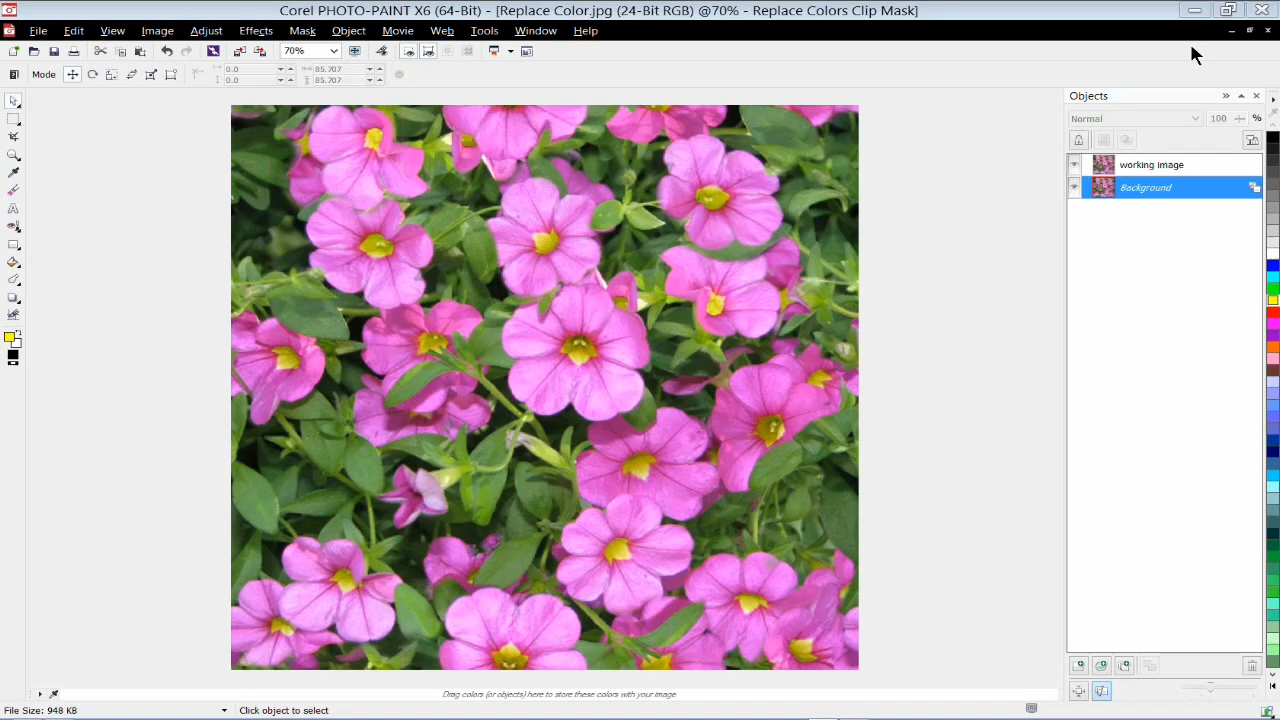 Corel PHOTO-PAINT X6 (64-Bit) - [Replace Color.jpg (24-Bit RGB) @70% - Replace Colors Clip Mask]
File Edit View Image Adjust Effects Mask Object Movie Web Tools Window Help
70%
Mode 0.0 85.707
0.0 85.707
Objects
Normal 100 %
working image
Background
Drag colors (or objects) here to store these colors with your image
File Size: 948 KB Click object to select